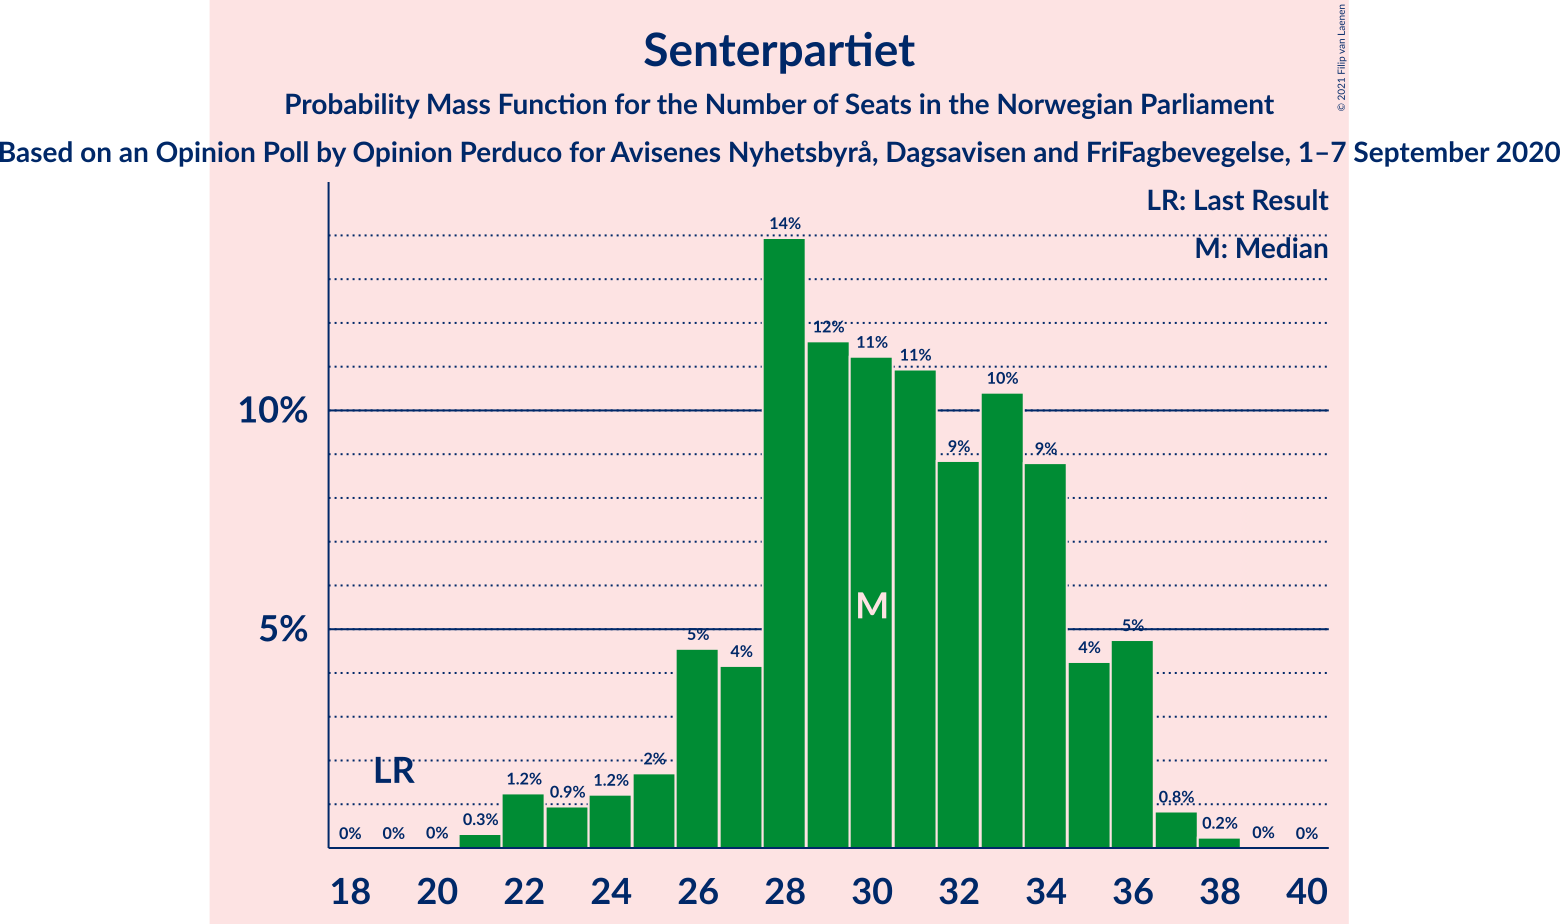 Senterpartiet
Probability Mass Function for the Number of Seats in the Norwegian Parliament
Based on an Opinion Poll by Opinion Perduco for Avisenes Nyhetsbyrå, Dagsavisen and FriFagbevegelse, 1–7 September 2020
© 2021 Filip van Laenen
LR: Last Result
M: Median
14%
12%
11%
11%
10%
10%
9%
9%
M
5%
5%
4%
5%
4%
LR
2%
1.2%
0.9%
1.2%
0.8%
0.3%
0.2%
0%
0%
0%
0%
0%
18 20 22 24 26 28 30 32 34 36 38 40